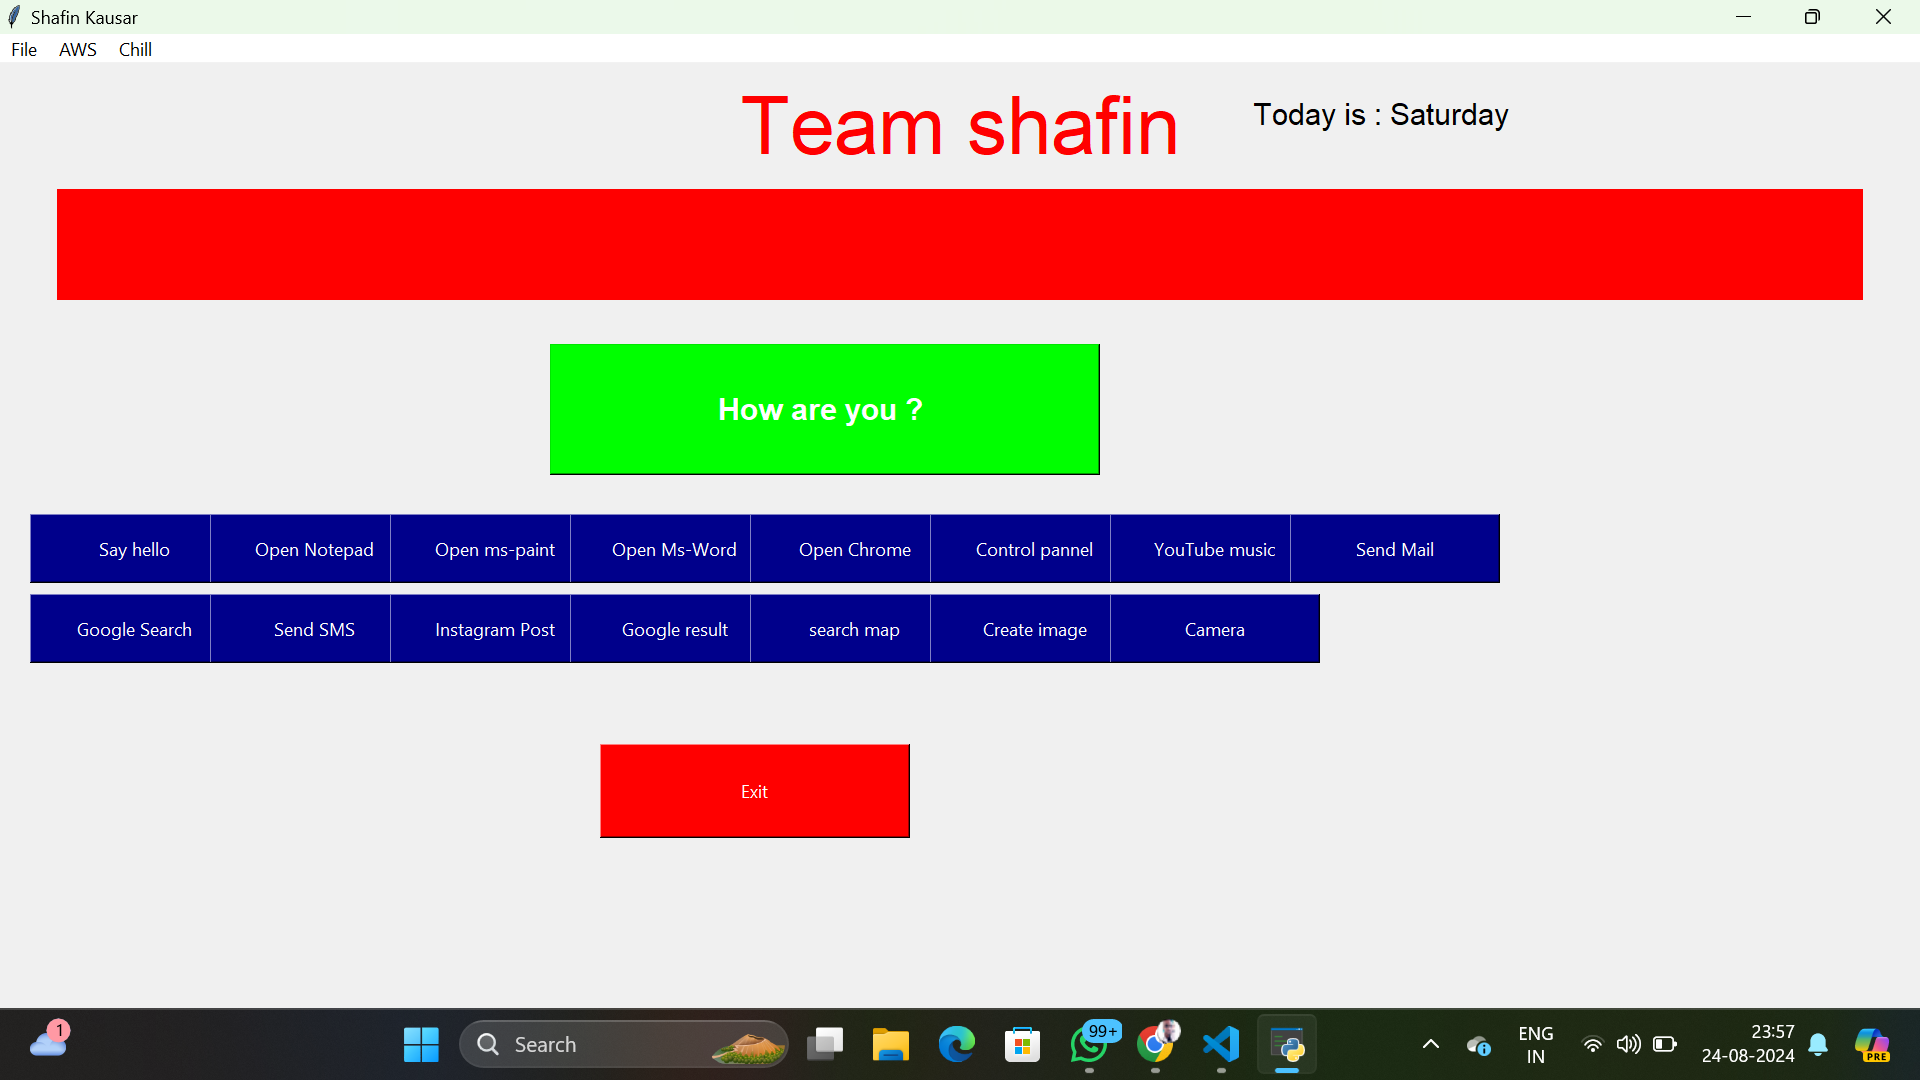 Shafin Kausar
File AWS Chill
Team shafin
Today is : Saturday
How are you ?
Say hello Open Notepad Open ms-paint Open Ms-Word Open Chrome Control pannel YouTube music Send Mail
Google Search Send SMS Instagram Post Google result search map Create image Camera
Exit
1
Search
99+
ENG
IN
23:57
24-08-2024
PRE